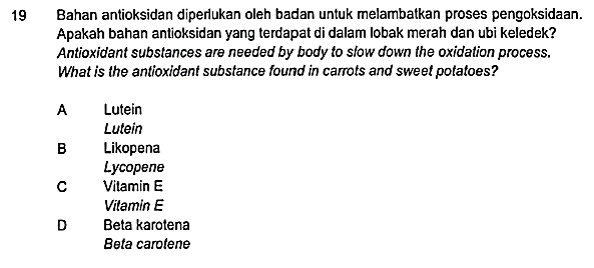 19 Bahan antioksidan diperlukan oleh badan untuk melambatkan proses pengoksidaan.
Apakah bahan antioksidan yang terdapat di dalam lobak merah dan ubi keledek?
Antioxidant substances are needed by body to slow down the oxidation process.
What is the antioxidant substance found in carrots and sweet potatoes?
A Lutein
Lutein
B Likopena
Lycopene
C Vitamin E
Vitamin E
D Beta karotena
Beta carotene